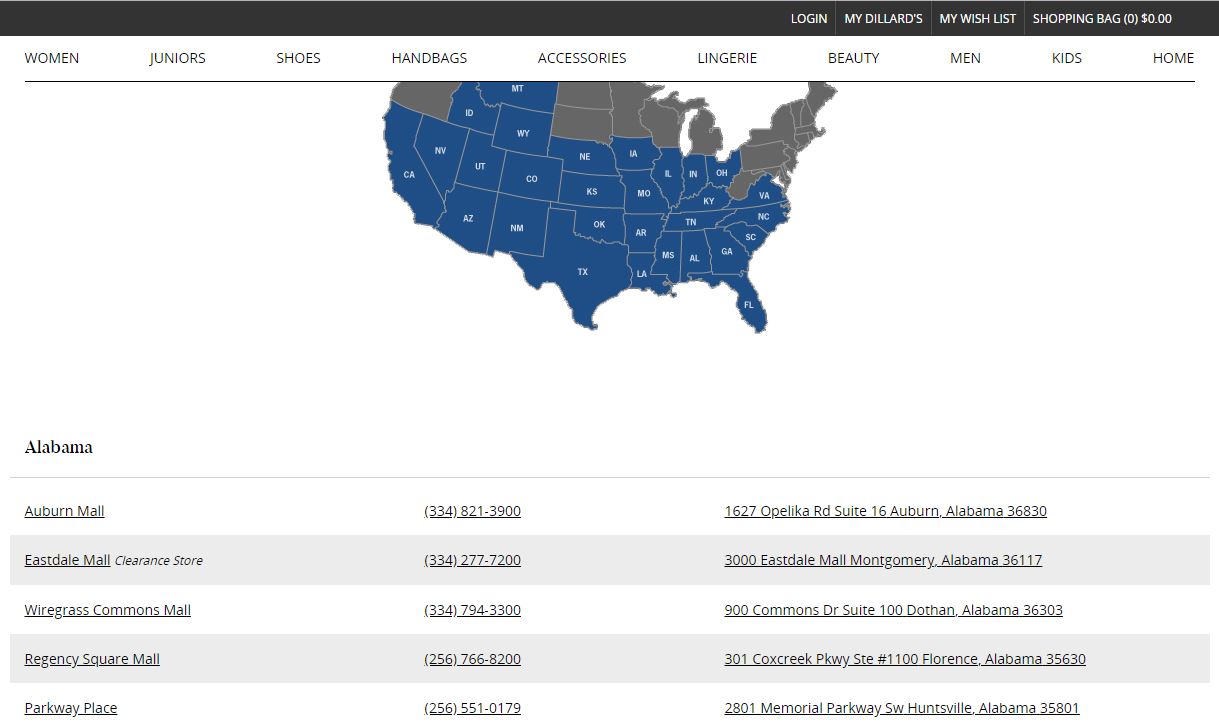 LOGIN MY DILLARD'S MY WISH LIST SHOPPING BAG (0) $0.00
WOMEN JUNIORS SHOES HANDBAGS ACCESSORIES LINGERIE BEAUTY MEN KIDS HOME
MT
ID
WY
NV
NE
IA
UT
CO
IL
IN
OH
CA
KS
MO
KY
VA
AZ
NM
OK
AR
TN
NC
SC
MS
AL
GA
TX
LA
FL
Alabama
Auburn Mall (334) 821-3900 1627 Opelika Rd Suite 16 Auburn, Alabama 36830
Eastdale Mall Clearance Store (334) 277-7200 3000 Eastdale Mall Montgomery, Alabama 36117
Wiregrass Commons Mall (334) 794-3300 900 Commons Dr Suite 100 Dothan, Alabama 36303
Regency Square Mall (256) 766-8200 301 Coxcreek Pkwy Ste #1100 Florence, Alabama 35630
Parkway Place (256) 551-0179 2801 Memorial Parkway Sw Huntsville, Alabama 35801